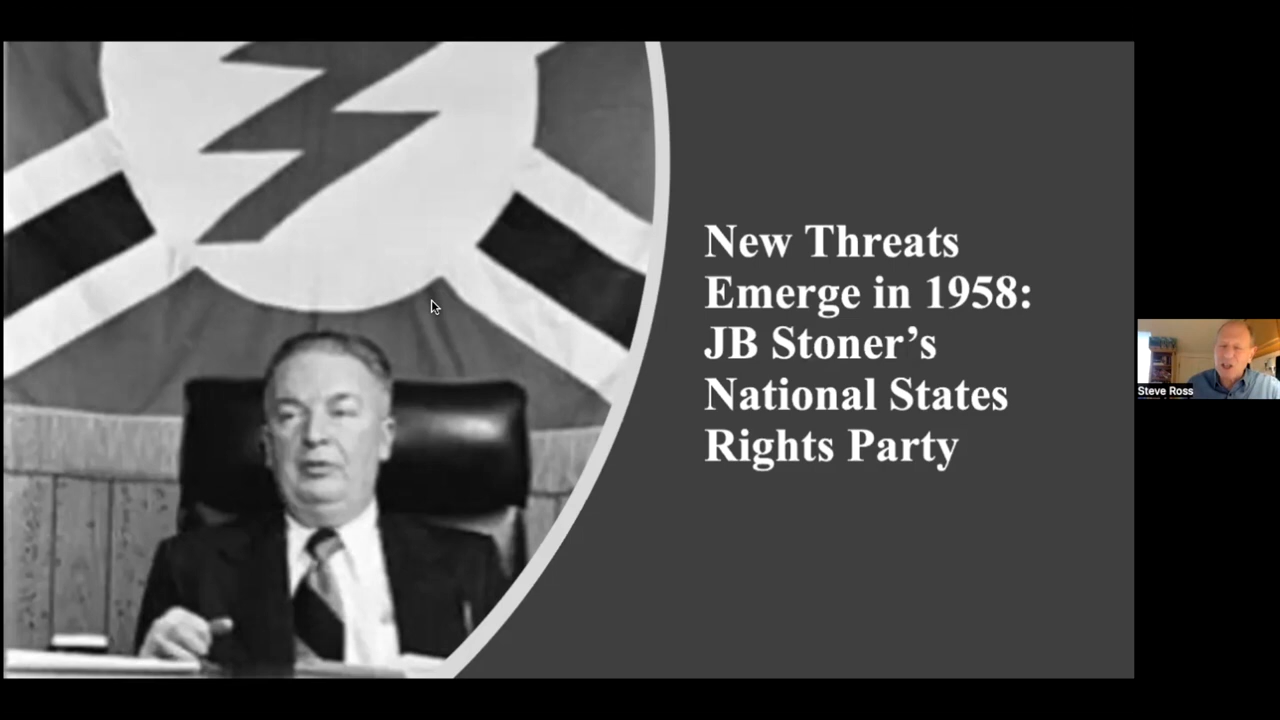 New Threats
Emerge in 1958:
JB Stoner’s
National States
Rights Party
Steve Ross